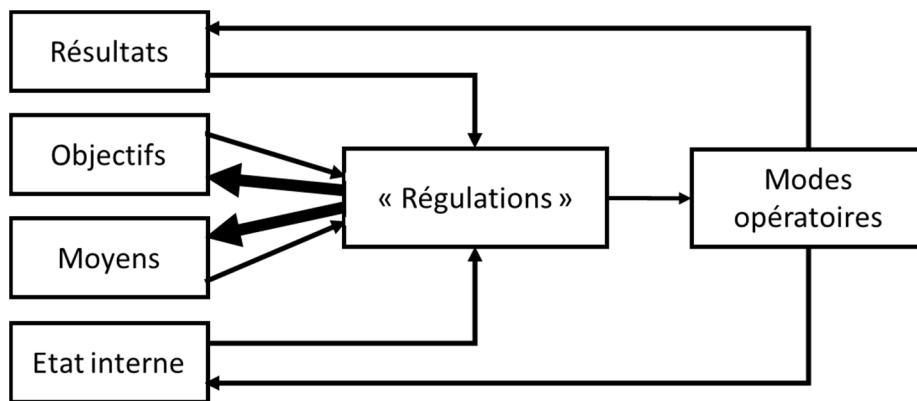 Résultats
Objectifs
Moyens
Etat interne
« Régulations »
Modes
opératoires